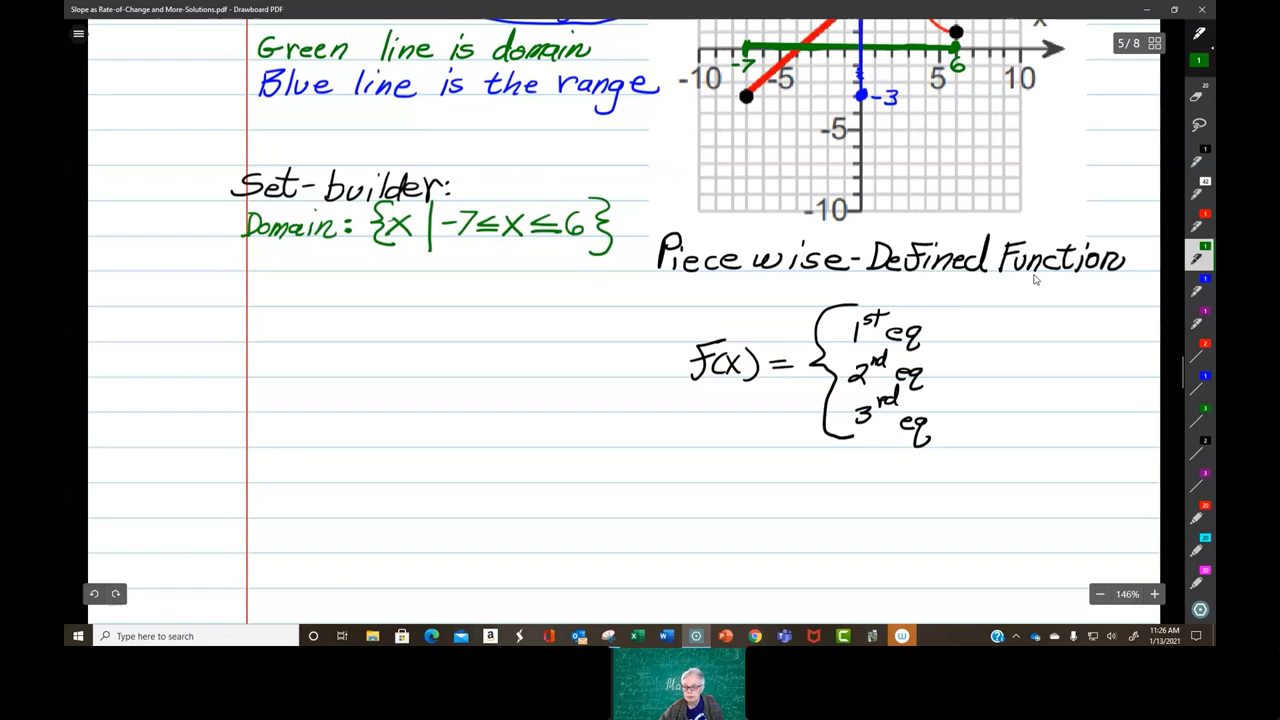 Slope as Rate-of-Change and More-Solutions.pdf - Drawboard PDF
5 / 8
Green line is domain
Blue line is the range
x
-10 -7 -5 5 6 10
-3
-5
-10
Set-builder:
Domain: {x | -7≤x≤6}
Piecewise-Defined Function
f(x) = { 1st eq
2rd eq
3rd eq
146%
Type here to search
11:26 AM
1/13/2021